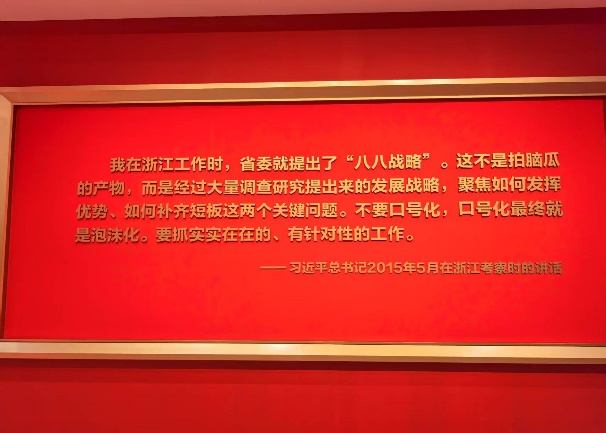 我在浙江工作时，省委就提出了“八八战略”。这不是拍脑瓜
的产物，而是经过大量调查研究提出来的发展战略，聚焦如何发挥
优势、如何补齐短板这两个关键问题。不要口号化，口号化最终就
是泡沫化。要抓实实在在的、有针对性的工作。
——习近平总书记2015年5月在浙江考察时的讲话